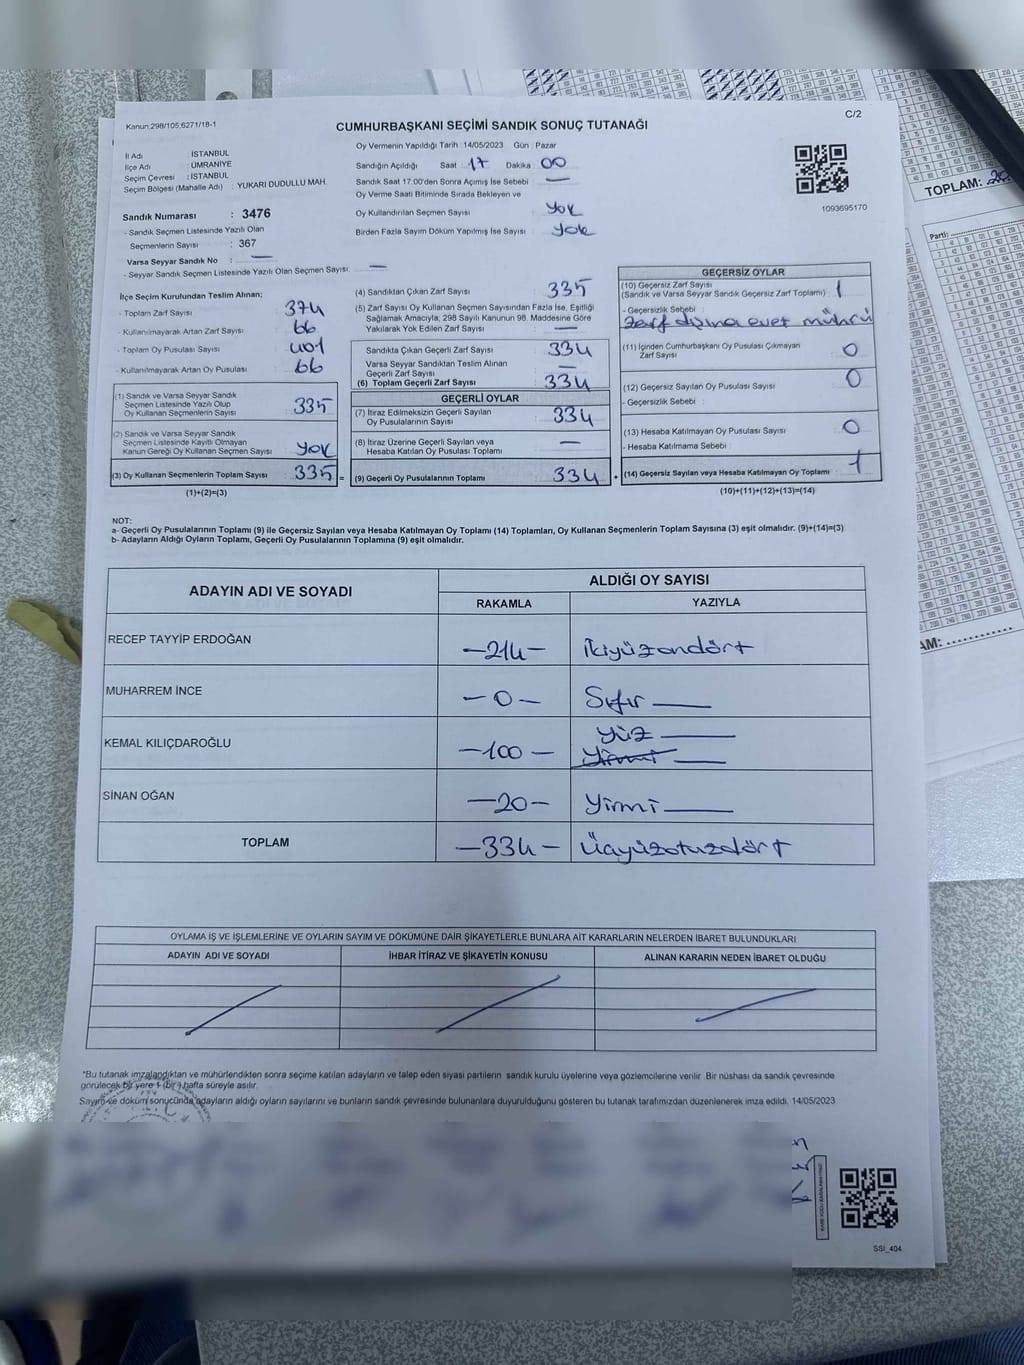 C/2
Kanun:298/105;6271/18-1
CUMHURBAŞKANI SEÇİMİ SANDIK SONUÇ TUTANAĞI
İl Adı : İSTANBUL
İlçe Adı : ÜMRANİYE
Seçim Çevresi : İSTANBUL
Seçim Bölgesi (Mahalle Adı) : YUKARI DUDULLU MAH.
Sandık Numarası : 3476
- Sandık Seçmen Listesinde Yazılı Olan
Seçmenlerin Sayısı : 367
Varsa Seyyar Sandık No : —
- Seyyar Sandık Seçmen Listesinde Yazılı Olan Seçmen Sayısı: —
Oy Vermenin Yapıldığı Tarih : 14/05/2023 Gün : Pazar
Sandığın Açıldığı Saat : 17 Dakika : 00
Sandık Saat 17:00'den Sonra Açılmış İse Sebebi : —
Oy Verme Saati Bitiminde Sırada Bekleyen ve
Oy Kullandırılan Seçmen Sayısı : Yok
Birden Fazla Sayım Döküm Yapılmış İse Sayısı : Yok
1093695170
İlçe Seçim Kurulundan Teslim Alınan;
- Toplam Zarf Sayısı : 374
- Kullanılmayarak Artan Zarf Sayısı : 66
- Toplam Oy Pusulası Sayısı : 401
- Kullanılmayarak Artan Oy Pusulası : 66
(1) Sandık ve Varsa Seyyar Sandık
Seçmen Listesinde Yazılı Olup
Oy Kullanan Seçmenlerin Sayısı : 335
(2) Sandık ve Varsa Seyyar Sandık
Seçmen Listesinde Kayıtlı Olmayan
Kanun Gereği Oy Kullanan Seçmen Sayısı : Yok
(3) Oy Kullanan Seçmenlerin Toplam Sayısı : 335 =
(1)+(2)=(3)
(4) Sandıktan Çıkan Zarf Sayısı : 335
(5) Zarf Sayısı Oy Kullanan Seçmen Sayısından Fazla İse, Eşitliği
Sağlamak Amacıyla, 298 Sayılı Kanunun 98. Maddesine Göre
Yakılarak Yok Edilen Zarf Sayısı : —
Sandıkta Çıkan Geçerli Zarf Sayısı : 334
Varsa Seyyar Sandıktan Teslim Alınan
Geçerli Zarf Sayısı : —
(6) Toplam Geçerli Zarf Sayısı : 334
GEÇERLİ OYLAR
(7) İtiraz Edilmeksizin Geçerli Sayılan
Oy Pusulalarının Sayısı : 334
(8) İtiraz Üzerine Geçerli Sayılan veya
Hesaba Katılan Oy Pusulası Toplamı : —
(9) Geçerli Oy Pusulalarının Toplamı : 334 +
GEÇERSİZ OYLAR
(10) Geçersiz Zarf Sayısı
(Sandık ve Varsa Seyyar Sandık Geçersiz Zarf Toplamı) : 1
- Geçersizlik Sebebi :
Zarf dışına evet mührü
(11) İçinden Cumhurbaşkanı Oy Pusulası Çıkmayan
Zarf Sayısı : 0
(12) Geçersiz Sayılan Oy Pusulası Sayısı : 0
- Geçersizlik Sebebi :
(13) Hesaba Katılmayan Oy Pusulası Sayısı : 0
- Hesaba Katılmama Sebebi :
(14) Geçersiz Sayılan veya Hesaba Katılmayan Oy Toplamı : 1
(10)+(11)+(12)+(13)=(14)
NOT:
a- Geçerli Oy Pusulalarının Toplamı (9) ile Geçersiz Sayılan veya Hesaba Katılmayan Oy Toplamı (14) Toplamları, Oy Kullanan Seçmenlerin Toplam Sayısına (3) eşit olmalıdır. (9)+(14)=(3)
b- Adayların Aldığı Oyların Toplamı, Geçerli Oy Pusulalarının Toplamına (9) eşit olmalıdır.
ADAYIN ADI VE SOYADI ALDIĞI OY SAYISI
RAKAMLA YAZIYLA
RECEP TAYYİP ERDOĞAN —214— İkiyüzondört
MUHARREM İNCE —0— Sıfır —
KEMAL KILIÇDAROĞLU —100— Yüz —
Yirmi —
SİNAN OĞAN —20— Yirmi —
TOPLAM —334— Üçyüzotuzdört
OYLAMA İŞ VE İŞLEMLERİNE VE OYLARIN SAYIM VE DÖKÜMÜNE DAİR ŞİKAYETLERLE BUNLARA AİT KARARLARIN NELERDEN İBARET BULUNDUKLARI
ADAYIN ADI VE SOYADI İHBAR İTİRAZ VE ŞİKAYETİN KONUSU ALINAN KARARIN NEDEN İBARET OLDUĞU
*Bu tutanak imzalandıktan ve mühürlendikten sonra seçime katılan adayların ve talep eden siyasi partilerin sandık kurulu üyelerine veya gözlemcilerine verilir. Bir nüshası da sandık çevresinde
görülecek bir yere 1 (bir) hafta süreyle asılır.
Sayım ve döküm sonucunda adayların aldığı oyların sayılarını ve bunların sandık çevresinde bulunanlara duyurulduğunu gösteren bu tutanak tarafımızdan düzenlenerek imza edildi. 14/05/2023
SSİ_404
TOPLAM:
Parti: